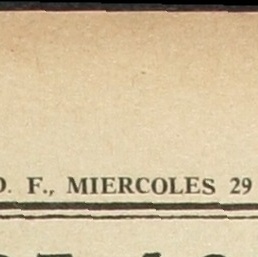 D. F., MIERCOLES 29